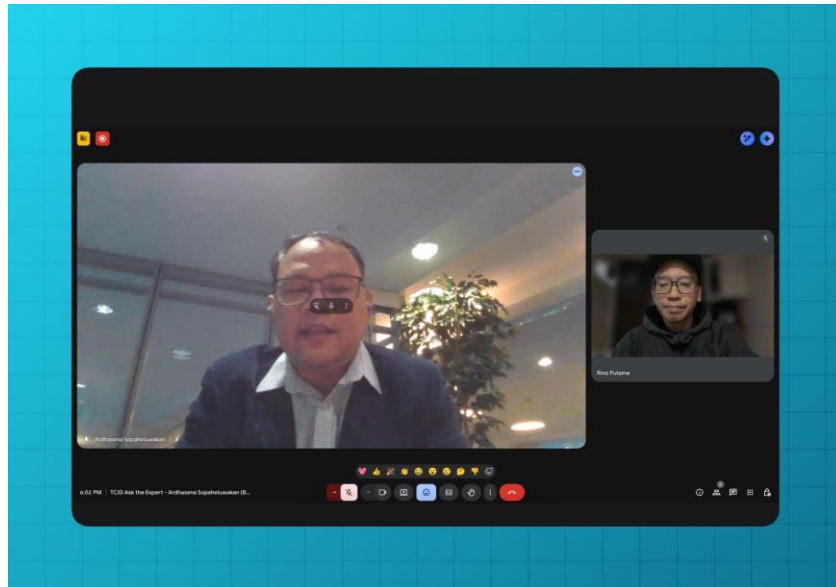 Ardhasena Sopaheluwakan
Rino Putama
6:02 PM | TCID Ask the Expert - Ardhasena Sopaheluwakan (B...